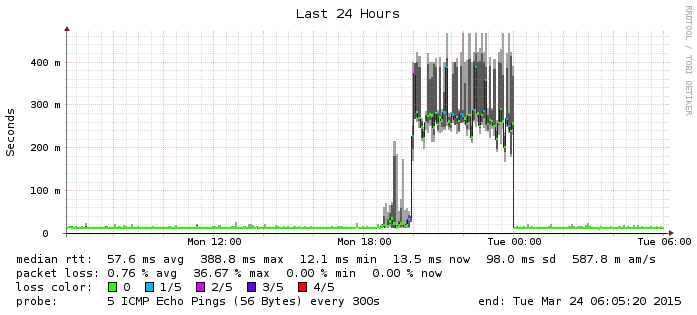 Last 24 Hours
RRDTOOL / TOBI OETIKER
Seconds
400 m
300 m
200 m
100 m
0
Mon 12:00 Mon 18:00 Tue 00:00 Tue 06:00
median rtt: 57.6 ms avg 388.8 ms max 12.1 ms min 13.5 ms now 98.0 ms sd 587.8 m am/s
packet loss: 0.76 % avg 36.67 % max 0.00 % min 0.00 % now
loss color: 0 1/5 2/5 3/5 4/5
probe: 5 ICMP Echo Pings (56 Bytes) every 300s end: Tue Mar 24 06:05:20 2015